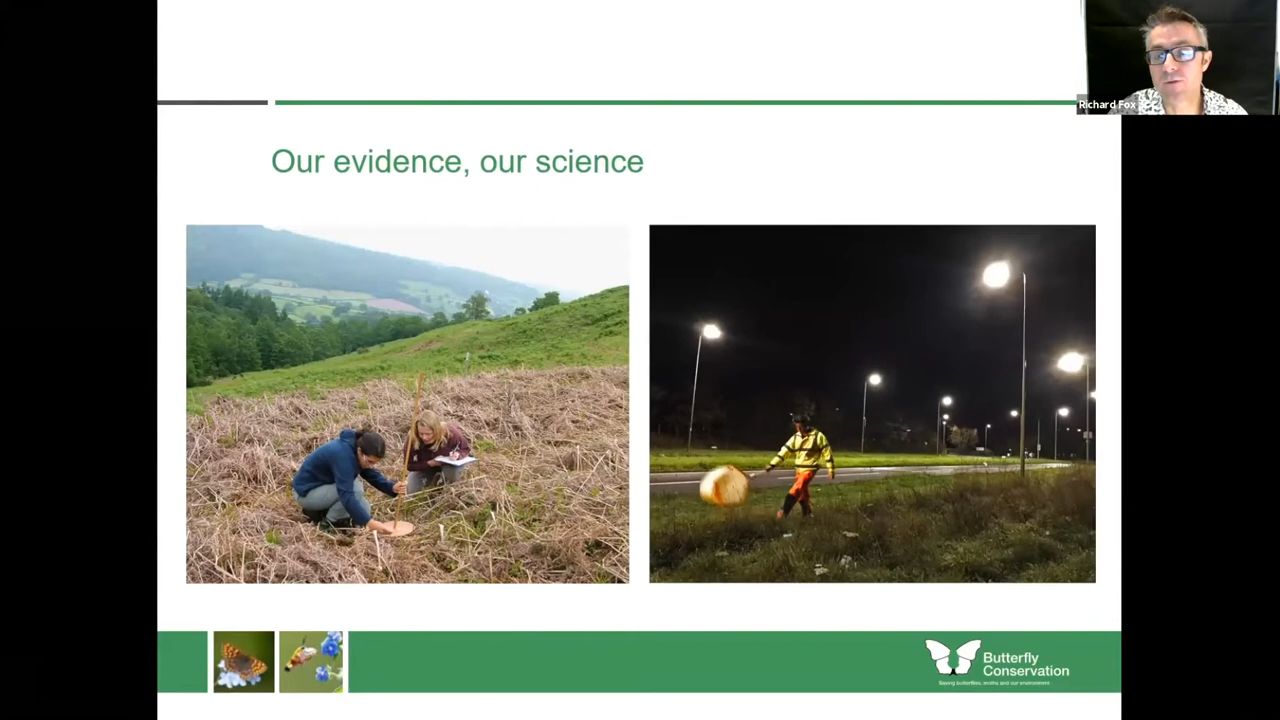 Richard Fox
Our evidence, our science
Butterfly
Conservation
Saving butterflies, moths and our environment